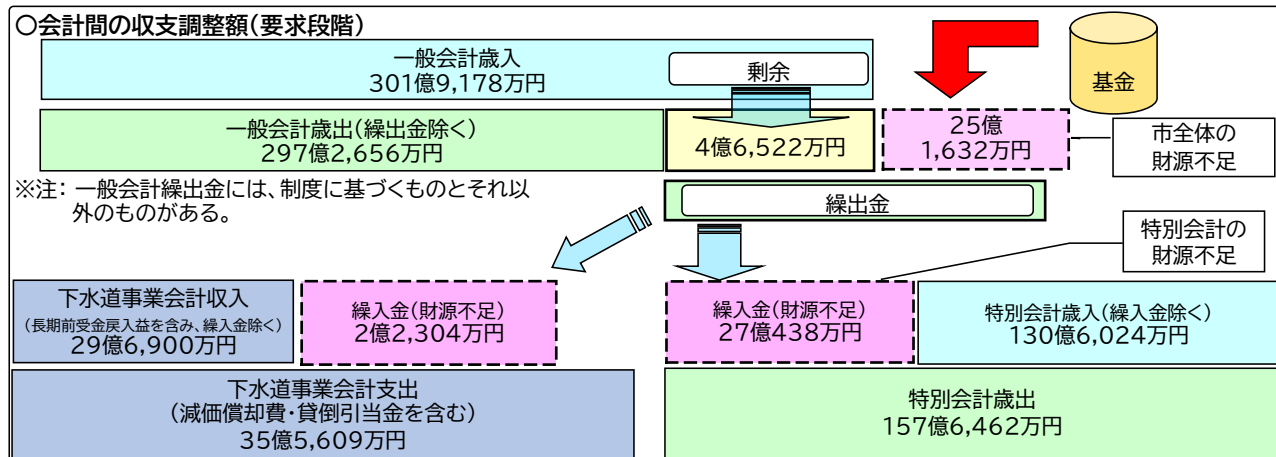 ○会計間の収支調整額(要求段階)
一般会計歳入
301億9,178万円
剰余
基金
一般会計歳出(繰出金除く)
297億2,656万円
4億6,522万円
25億
1,632万円
市全体の
財源不足
※注: 一般会計繰出金には、制度に基づくものとそれ以
外のものがある。
繰出金
特別会計の
財源不足
下水道事業会計収入
(長期前受金戻入益を含み、繰入金除く)
29億6,900万円
繰入金(財源不足)
2億2,304万円
繰入金(財源不足)
27億438万円
特別会計歳入(繰入金除く)
130億6,024万円
下水道事業会計支出
(減価償却費・貸倒引当金を含む)
35億5,609万円
特別会計歳出
157億6,462万円